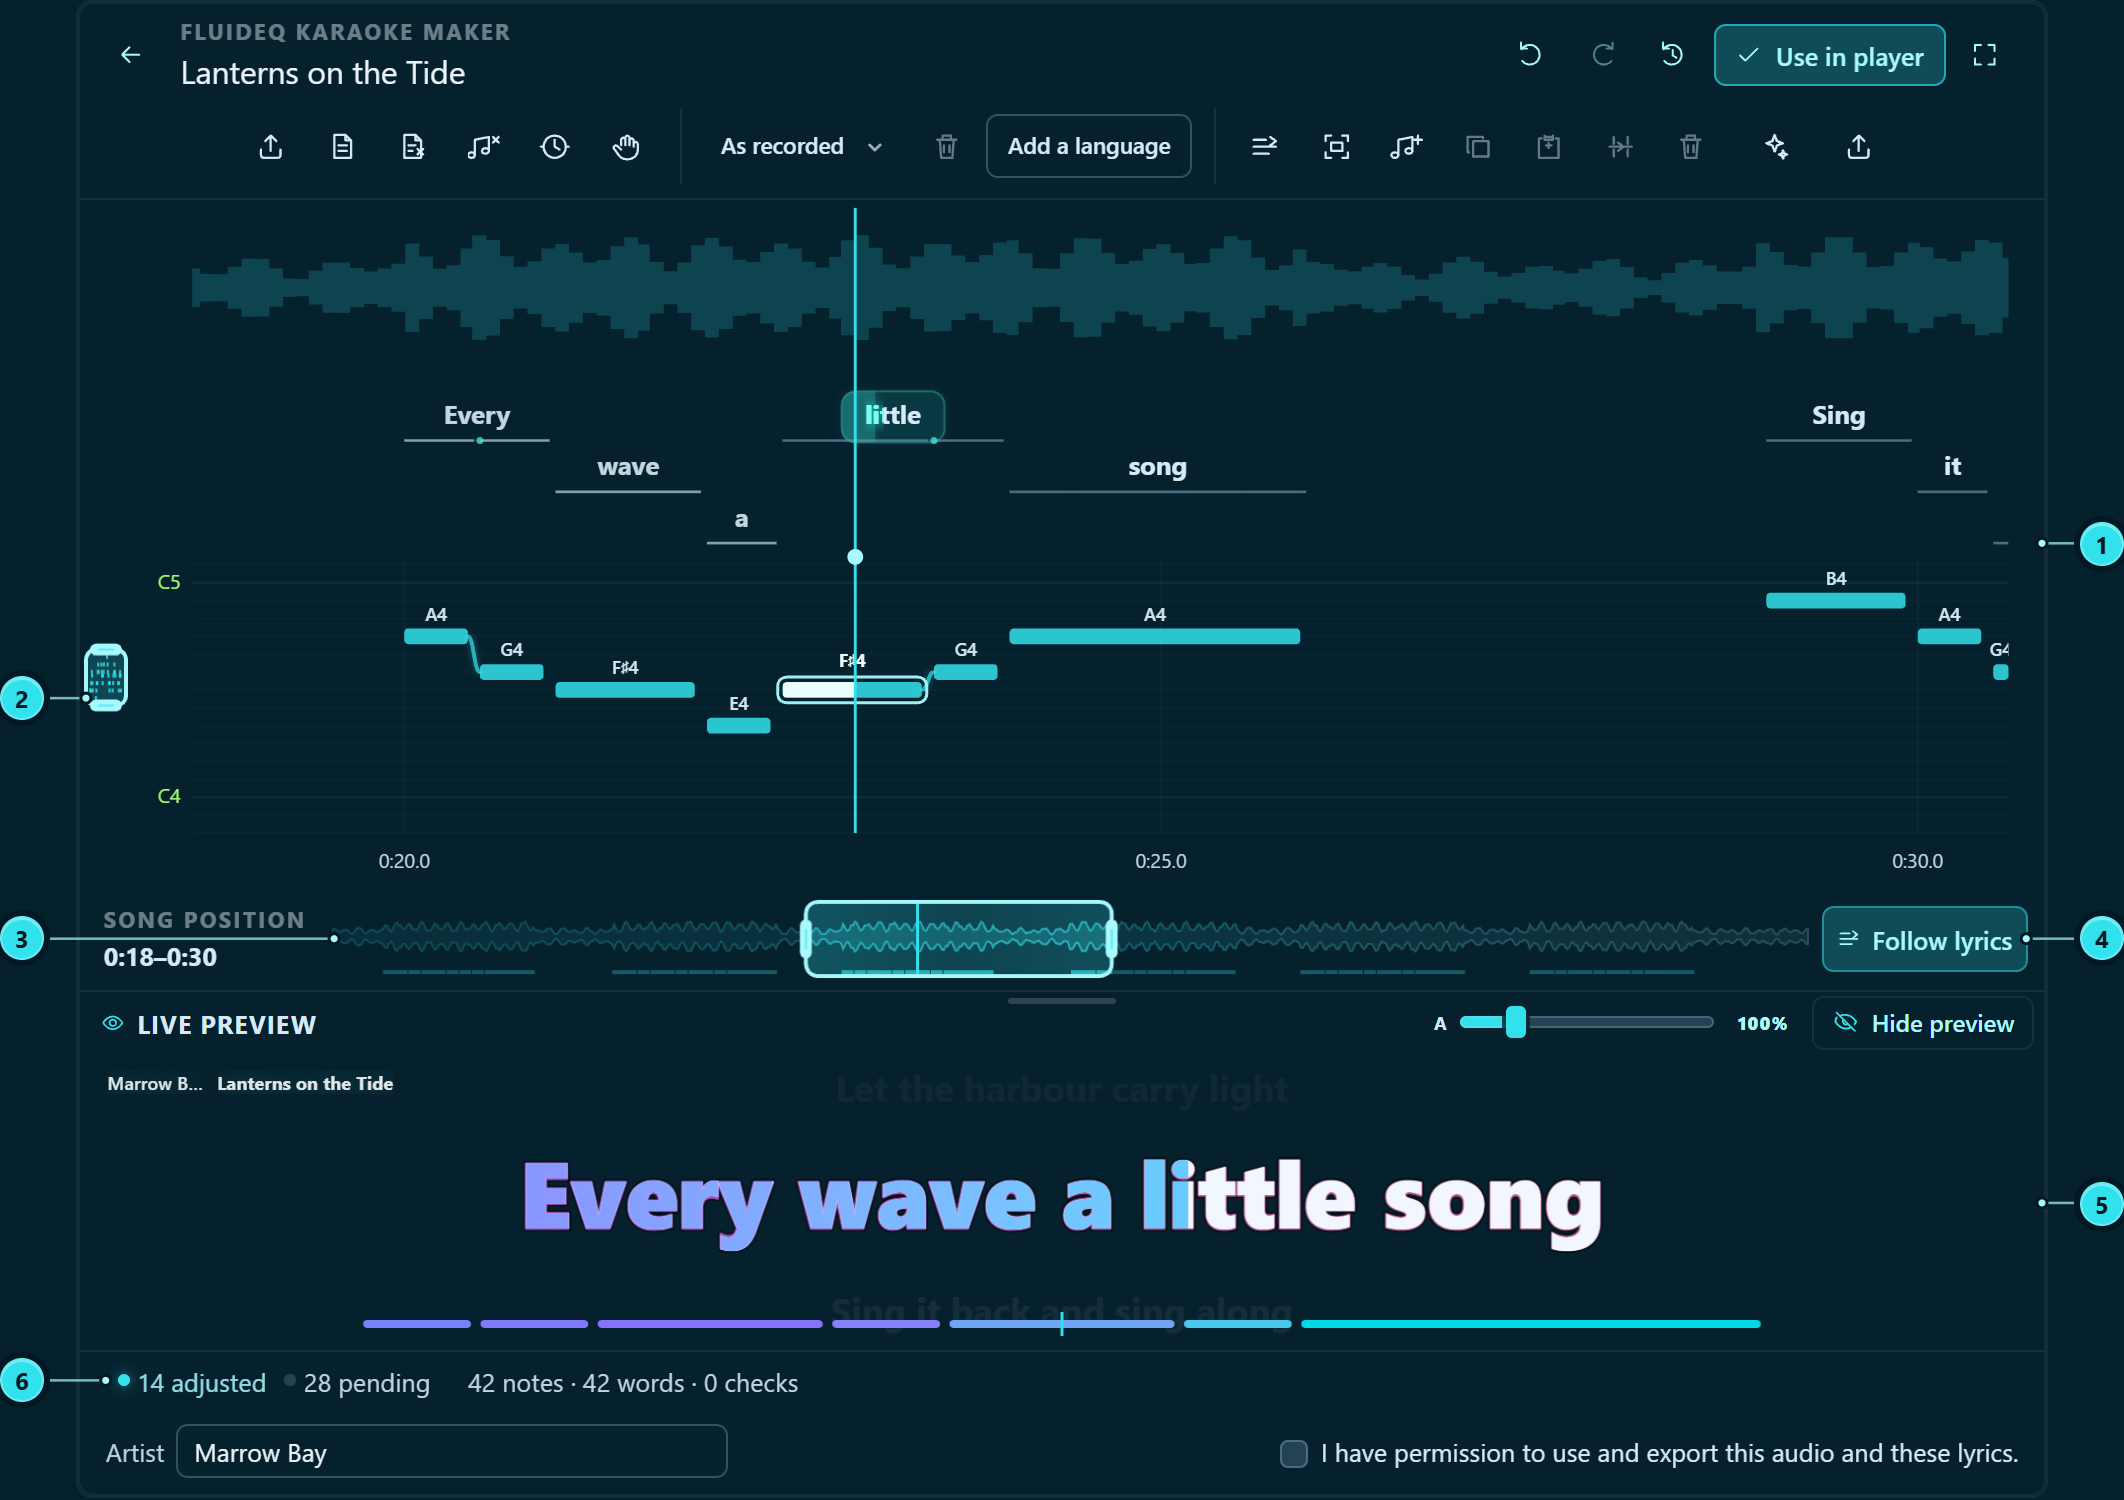 FLUIDEQ KARAOKE MAKER
Lanterns on the Tide
Use in player
As recorded
Add a language
Every
little
Sing
wave
song
it
a
1
C5
B4
A4
A4
A4
G4
G4
G4
F♯4
F♯4
E4
2
C4
0:20.0
0:25.0
0:30.0
SONG POSITION
3
0:18–0:30
Follow lyrics
4
LIVE PREVIEW
A
100%
Hide preview
Marrow B... Lanterns on the Tide
Let the harbour carry light
Every wave a little song
5
Sing it back and sing along
6
14 adjusted 28 pending 42 notes · 42 words · 0 checks
Artist Marrow Bay
I have permission to use and export this audio and these lyrics.